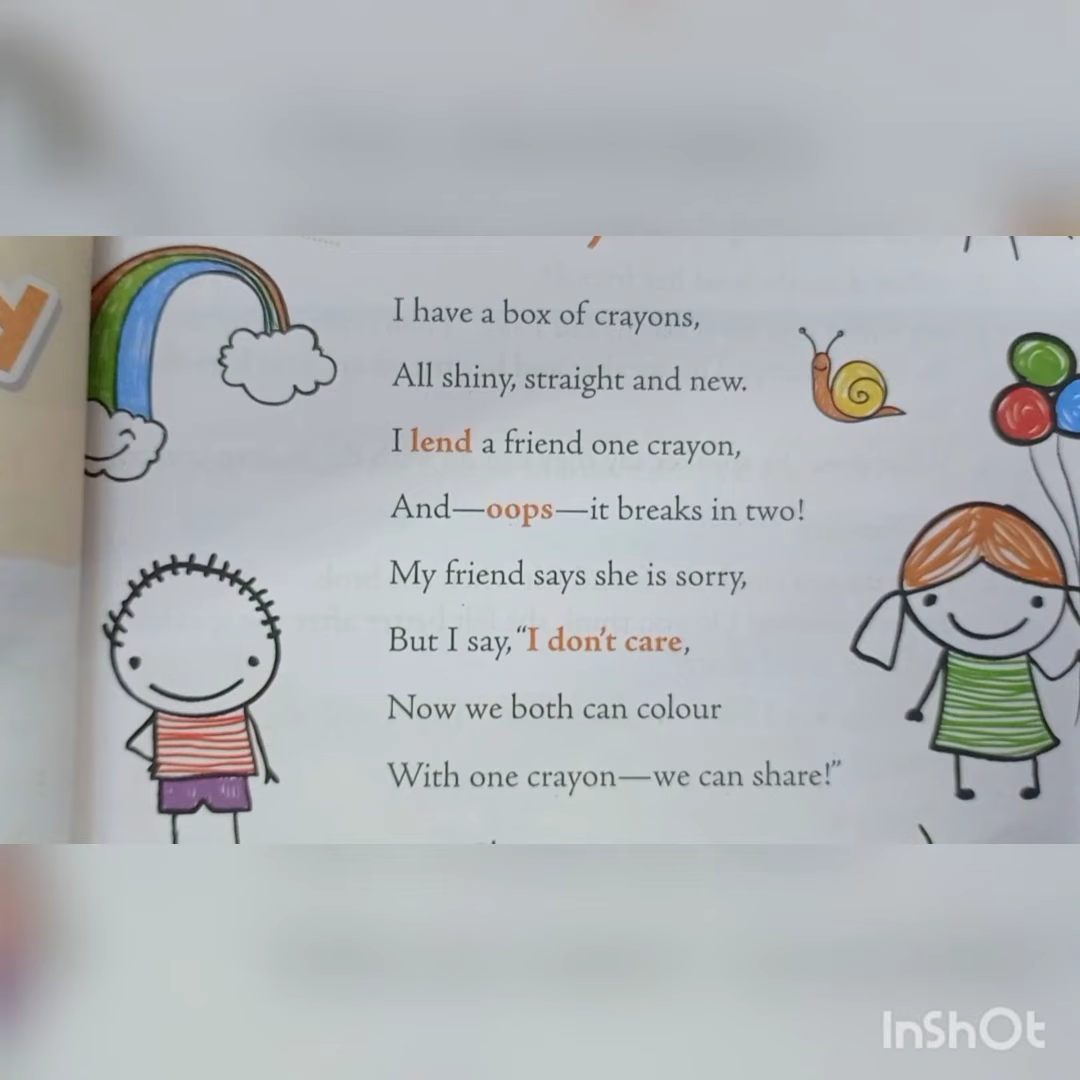 I have a box of crayons,
All shiny, straight and new.
I lend a friend one crayon,
And—oops—it breaks in two!
My friend says she is sorry,
But I say, “I don’t care,
Now we both can colour
With one crayon—we can share!”
InShOt